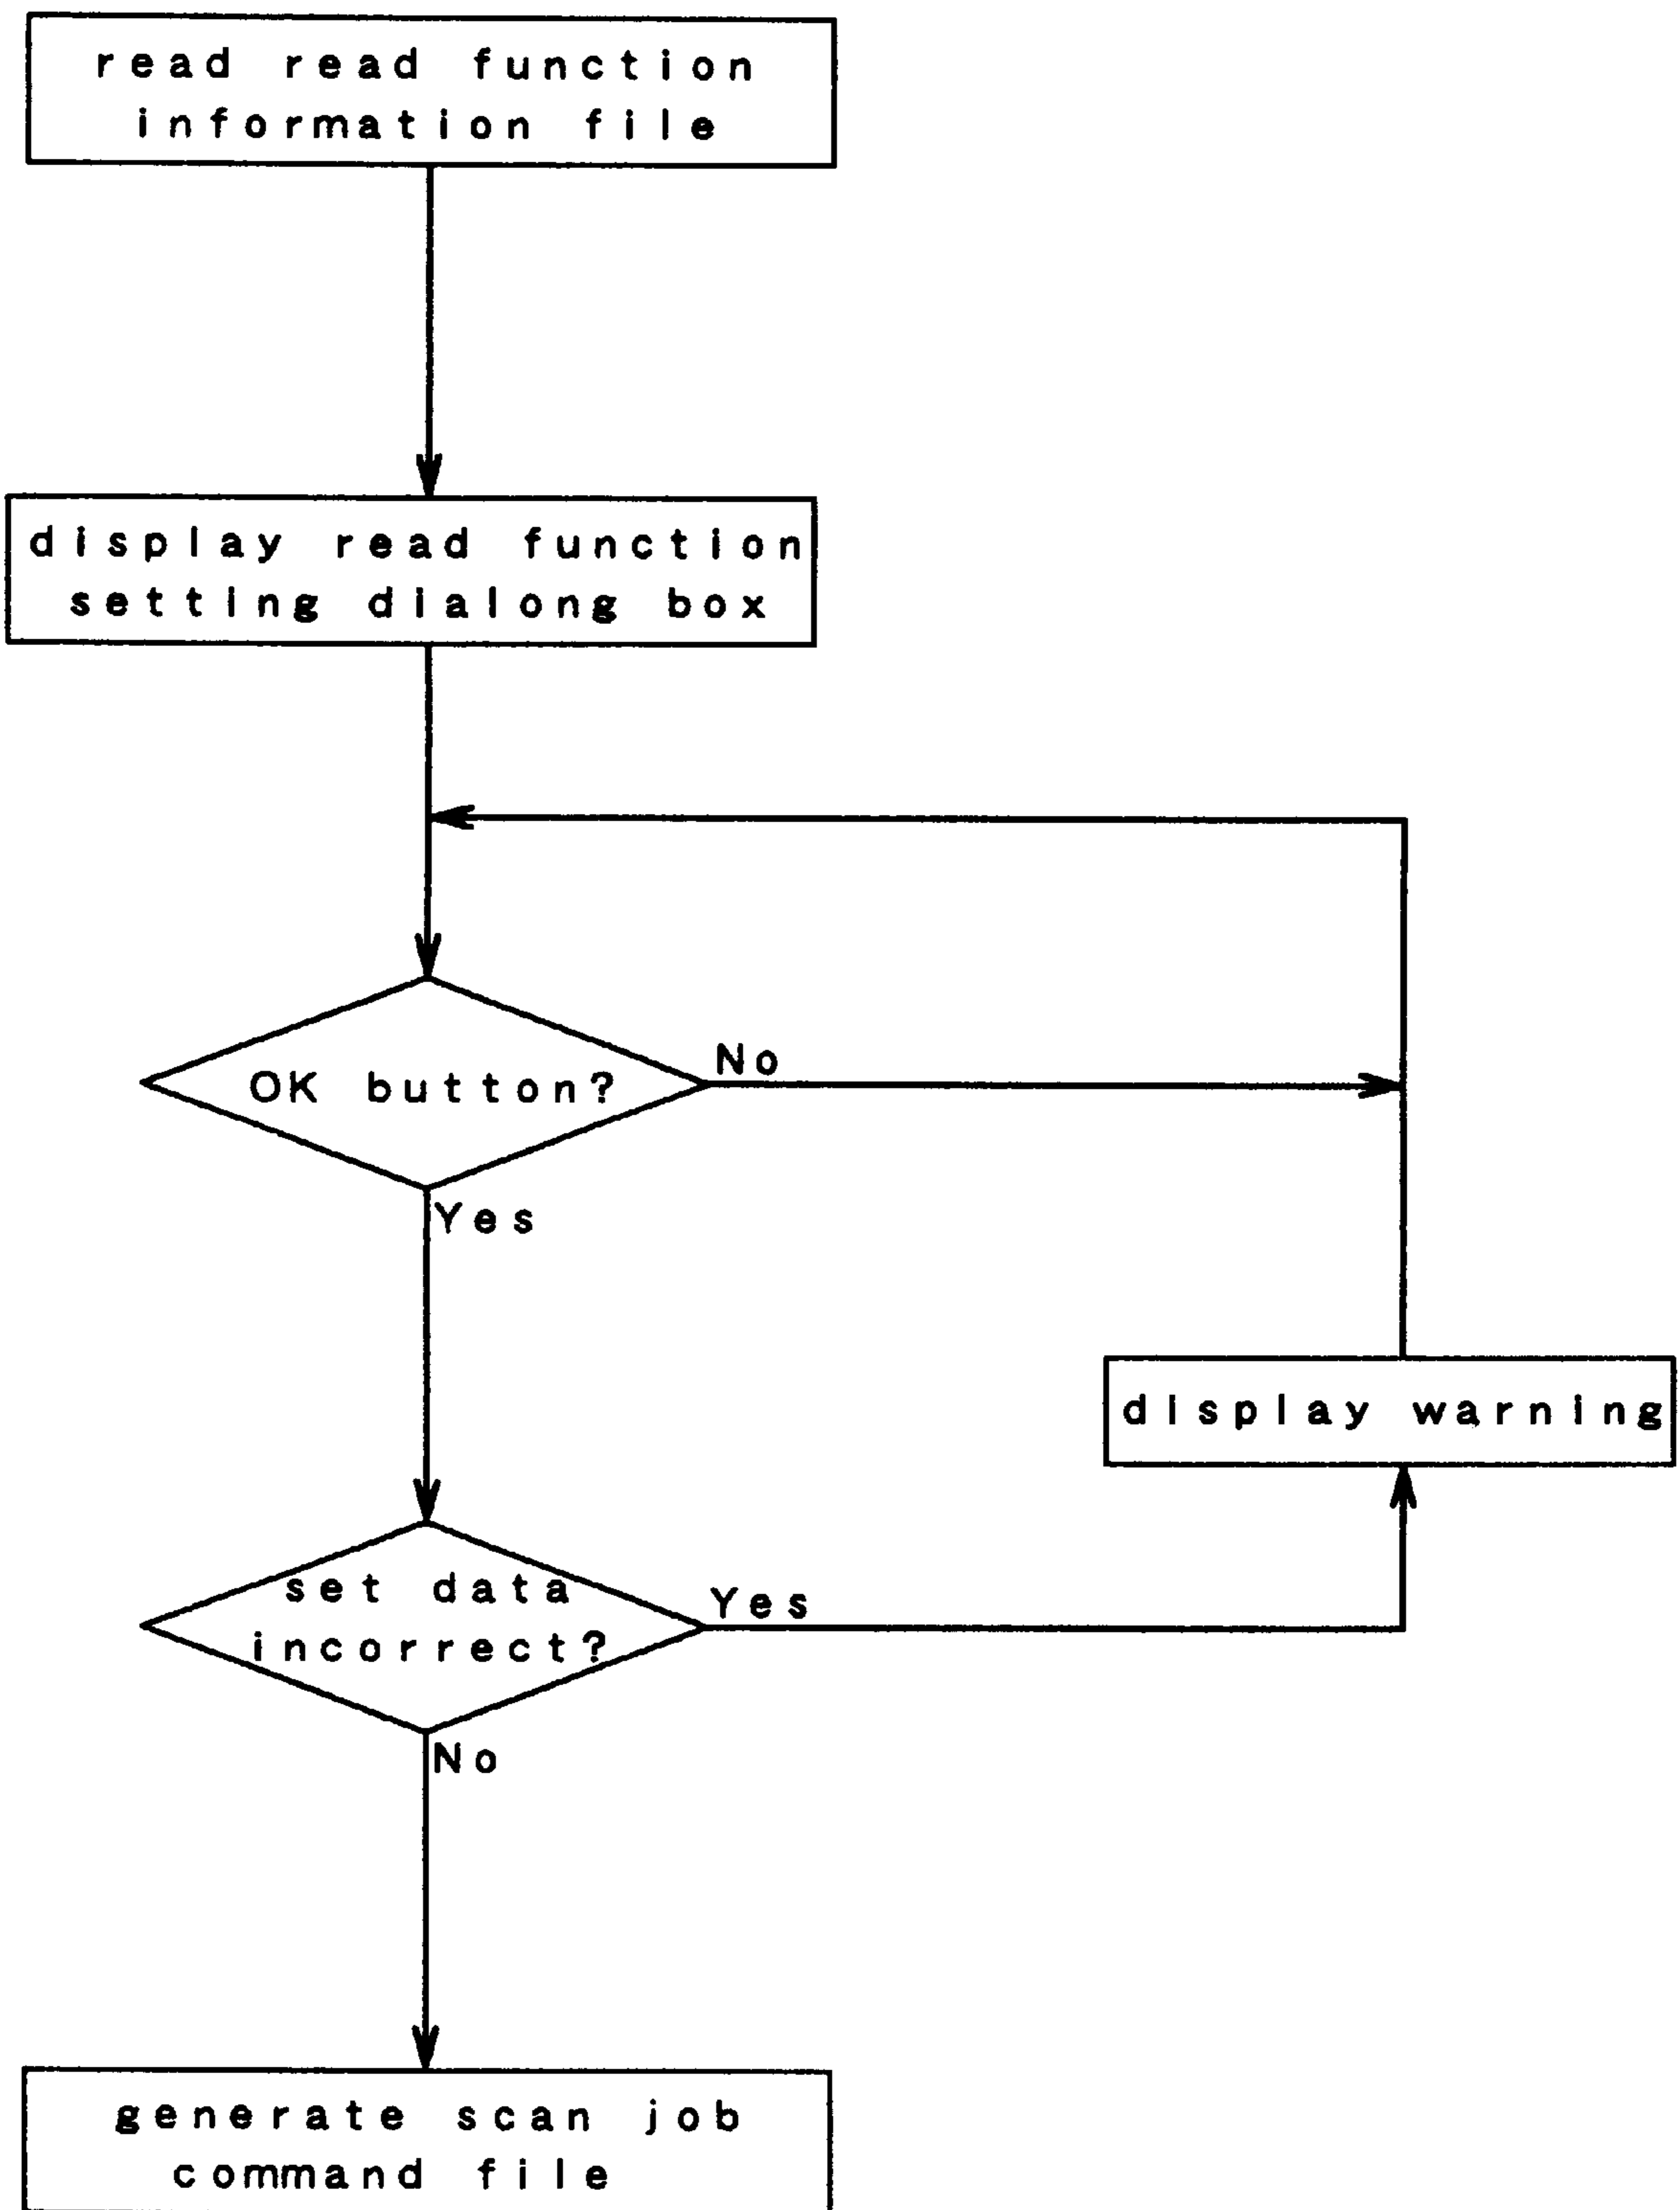 read read function
information file
display read function
setting dialong box
OK button?
No
Yes
display warning
set data
incorrect?
Yes
No
generate scan job
command file